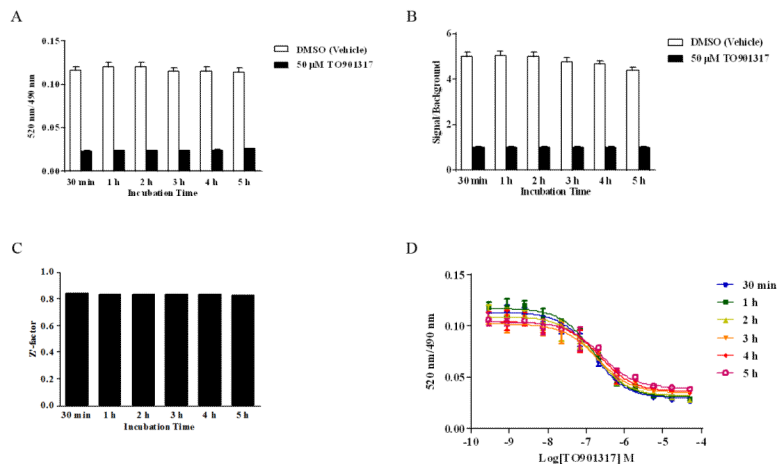 A
DMSO (Vehicle)
50 µM TO901317
0.15
0.10
0.05
0.00
520 nm/490 nm
30 min 1 h 2 h 3 h 4 h 5 h
Incubation Time
B
DMSO (Vehicle)
50 µM TO901317
6
4
2
0
Signal Background
30 min 1 h 2 h 3 h 4 h 5 h
Incubation Time
C
1.0
0.8
0.6
0.4
0.2
0.0
Z'-factor
30 min 1 h 2 h 3 h 4 h 5 h
Incubation Time
D
0.15
0.10
0.05
0.00
520 nm/490 nm
-10 -9 -8 -7 -6 -5 -4
Log[TO901317] M
30 min
1 h
2 h
3 h
4 h
5 h